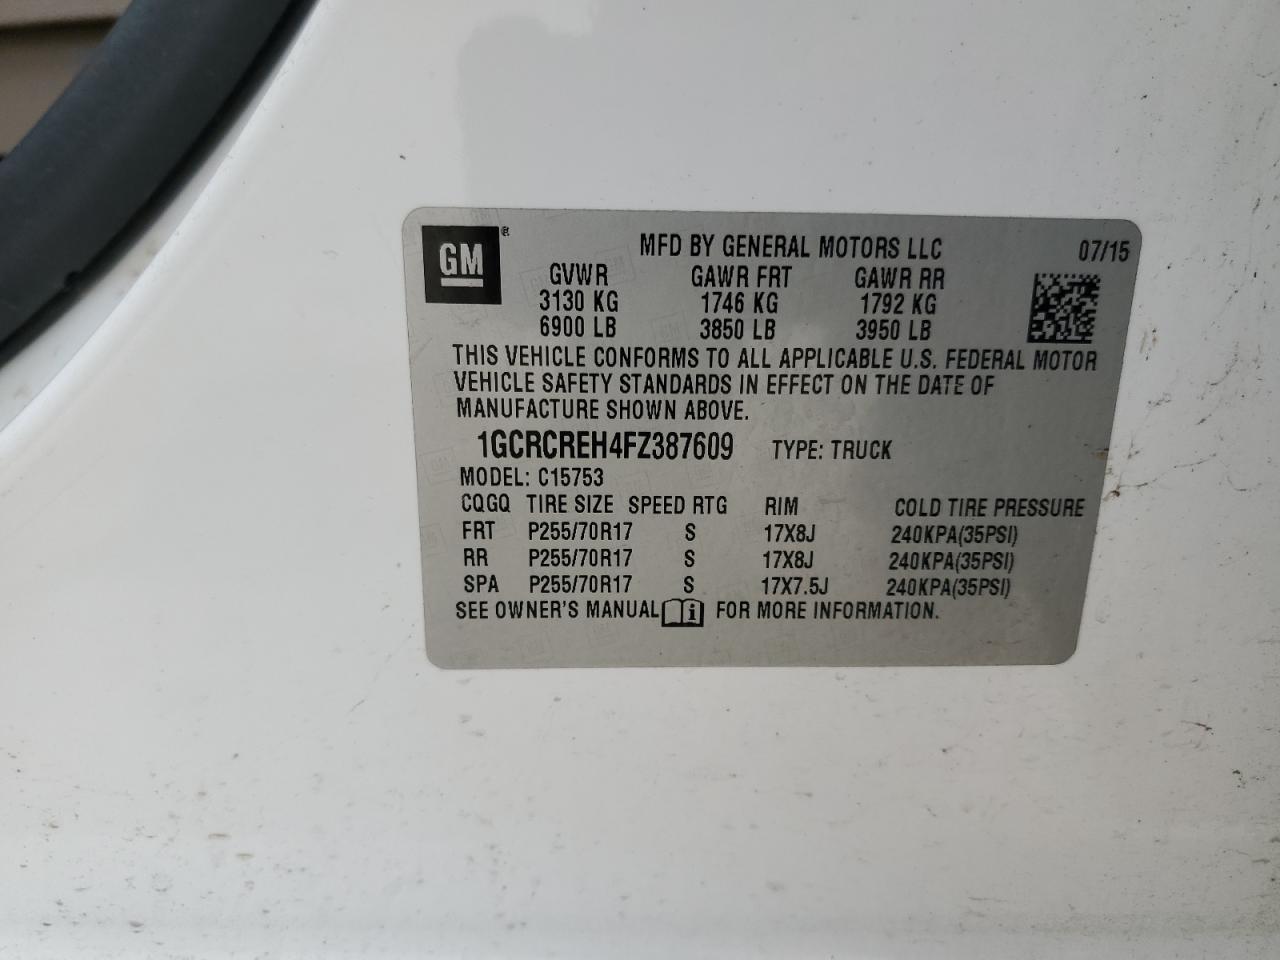 GM®
MFD BY GENERAL MOTORS LLC 07/15
GVWR GAWR FRT GAWR RR
3130 KG 1746 KG 1792 KG
6900 LB 3850 LB 3950 LB
THIS VEHICLE CONFORMS TO ALL APPLICABLE U.S. FEDERAL MOTOR
VEHICLE SAFETY STANDARDS IN EFFECT ON THE DATE OF
MANUFACTURE SHOWN ABOVE.
1GCRCREH4FZ387609 TYPE: TRUCK
MODEL: C15753
CQGQ TIRE SIZE SPEED RTG RIM COLD TIRE PRESSURE
FRT P255/70R17 S 17X8J 240KPA(35PSI)
RR P255/70R17 S 17X8J 240KPA(35PSI)
SPA P255/70R17 S 17X7.5J 240KPA(35PSI)
SEE OWNER'S MANUAL i FOR MORE INFORMATION.